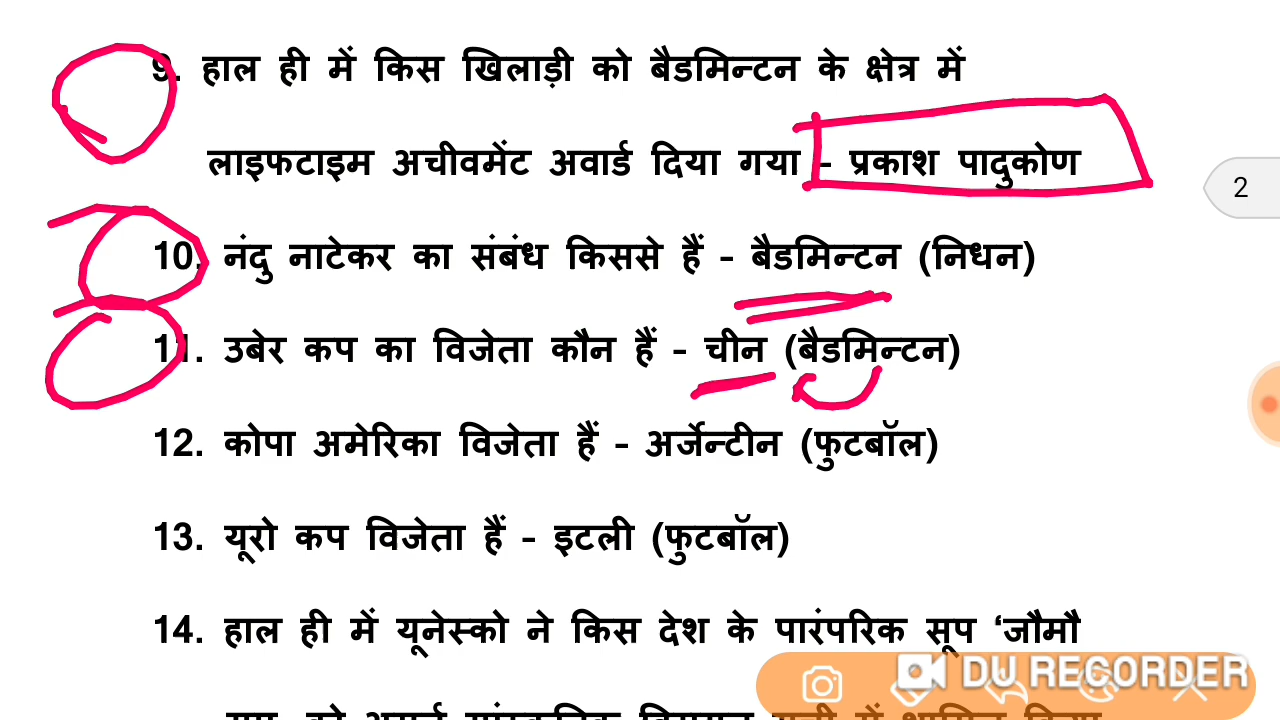 9. हाल ही में किस खिलाड़ी को बैडमिन्टन के क्षेत्र में
लाइफटाइम अचीवमेंट अवार्ड दिया गया - प्रकाश पादुकोण
2
10. नंदु नाटेकर का संबंध किससे हैं - बैडमिन्टन (निधन)
11. उबेर कप का विजेता कौन हैं - चीन (बैडमिन्टन)
12. कोपा अमेरिका विजेता हैं - अर्जेन्टीन (फुटबॉल)
13. यूरो कप विजेता हैं - इटली (फुटबॉल)
14. हाल ही में यूनेस्को ने किस देश के पारंपरिक सूप ‘जौमौ
DU RECORDER